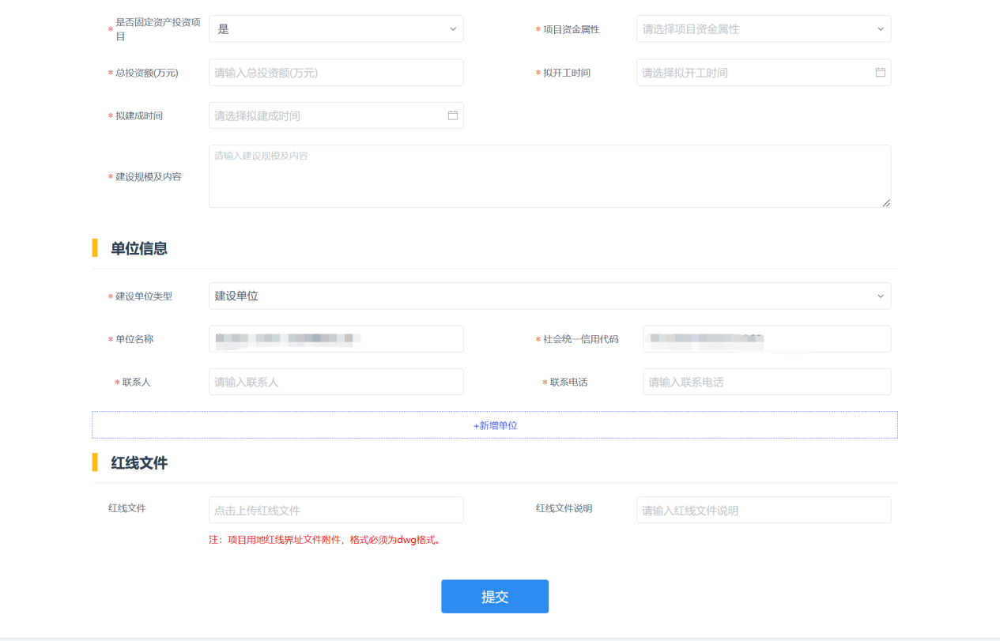 * 是否固定资产投资项目 是 * 项目资金属性 请选择项目资金属性
* 总投资额(万元) 请输入总投资额(万元) * 拟开工时间 请选择拟开工时间
* 拟建成时间 请选择拟建成时间
* 建设规模及内容 请输入建设规模及内容
单位信息
* 建设单位类型 建设单位
* 单位名称 * 社会统一信用代码
* 联系人 请输入联系人 * 联系电话 请输入联系电话
+新增单位
红线文件
红线文件 点击上传红线文件 红线文件说明 请输入红线文件说明
注：项目用地红线界址文件附件，格式必须为dwg格式。
提交